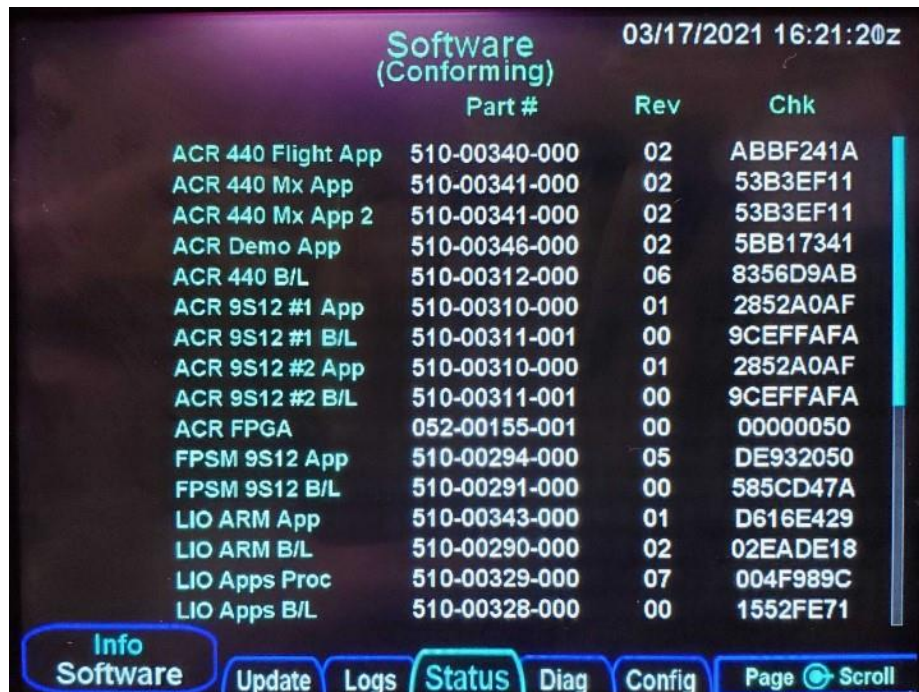 03/17/2021 16:21:20z
Software
(Conforming)
Part # Rev Chk
ACR 440 Flight App 510-00340-000 02 ABBF241A
ACR 440 Mx App 510-00341-000 02 53B3EF11
ACR 440 Mx App 2 510-00341-000 02 53B3EF11
ACR Demo App 510-00346-000 02 5BB17341
ACR 440 B/L 510-00312-000 06 8356D9AB
ACR 9S12 #1 App 510-00310-000 01 2852A0AF
ACR 9S12 #1 B/L 510-00311-001 00 9CEFFAFA
ACR 9S12 #2 App 510-00310-000 01 2852A0AF
ACR 9S12 #2 B/L 510-00311-001 00 9CEFFAFA
ACR FPGA 052-00155-001 00 00000050
FPSM 9S12 App 510-00294-000 05 DE932050
FPSM 9S12 B/L 510-00291-000 00 585CD47A
LIO ARM App 510-00343-000 01 D616E429
LIO ARM B/L 510-00290-000 02 02EADE18
LIO Apps Proc 510-00329-000 07 004F989C
LIO Apps B/L 510-00328-000 00 1552FE71
Info
Software Update Logs Status Diag Config Page Scroll